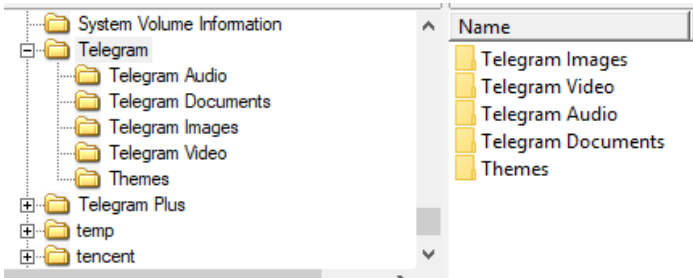 System Volume Information
Telegram
Telegram Audio
Telegram Documents
Telegram Images
Telegram Video
Themes
Telegram Plus
temp
tencent
Name
Telegram Images
Telegram Video
Telegram Audio
Telegram Documents
Themes